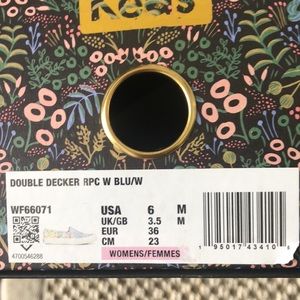 Keds
DOUBLE DECKER RPC W BLU/W
WF66071 USA 6 M
UK/GB 3.5 M
EUR 36
CM 23
4700546288 WOMENS/FEMMES
1 95017 43410 6